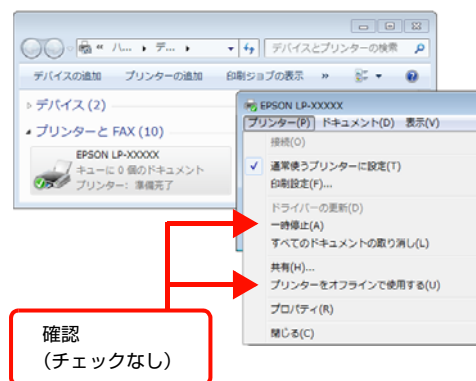 « ハ... ▸ デ... ▸
デバイスとプリンターの検索
デバイスの追加 プリンターの追加 印刷ジョブの表示 »
デバイス (2)
プリンターと FAX (10)
EPSON LP-XXXXX
キューに 0 個のドキュメント
プリンター: 準備完了
EPSON LP-XXXXX
プリンター(P) ドキュメント(D) 表示(V)
接続(O)
✓ 通常使うプリンターに設定(T)
印刷設定(F)...
ドライバーの更新(D)
一時停止(A)
すべてのドキュメントの取り消し(L)
共有(H)...
プリンターをオフラインで使用する(U)
プロパティ(R)
閉じる(C)
確認
（チェックなし）